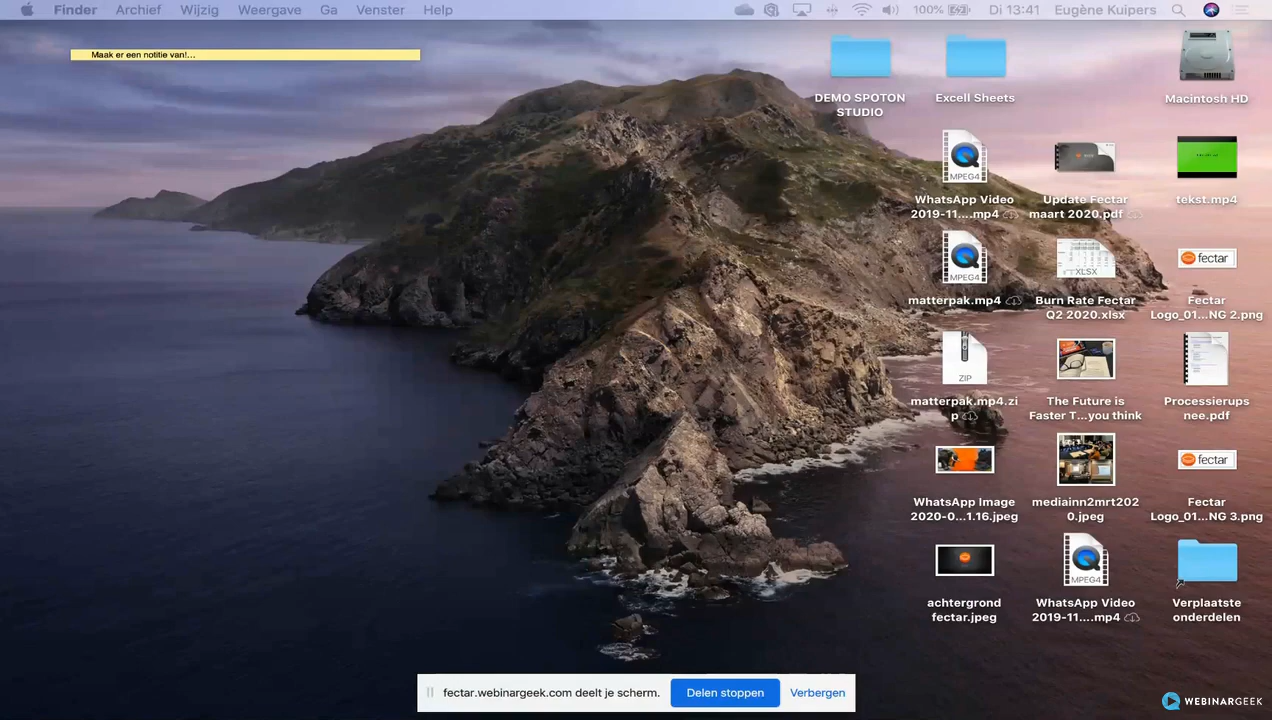 Finder Archief Wijzig Weergave Ga Venster Help 100% Di 13:41 Eugène Kuipers
Maak er een notitie van!...
DEMO SPOTON
STUDIO
Excell Sheets
Macintosh HD
MPEG4
WhatsApp Video
2019-11....mp4
Update Fectar
maart 2020.pdf
tekst.mp4
MPEG4
matterpak.mp4
XLSX
Burn Rate Fectar
Q2 2020.xlsx
fectar
Fectar
Logo_01...NG 2.png
ZIP
matterpak.mp4.zi
p
The Future is
Faster T...you think
Processierups
nee.pdf
WhatsApp Image
2020-0...1.16.jpeg
mediainn2mrt202
0.jpeg
fectar
Fectar
Logo_01...NG 3.png
achtergrond
fectar.jpeg
MPEG4
WhatsApp Video
2019-11....mp4
Verplaatste
onderdelen
fectar.webinargeek.com deelt je scherm. Delen stoppen Verbergen
WEBINARGEEK